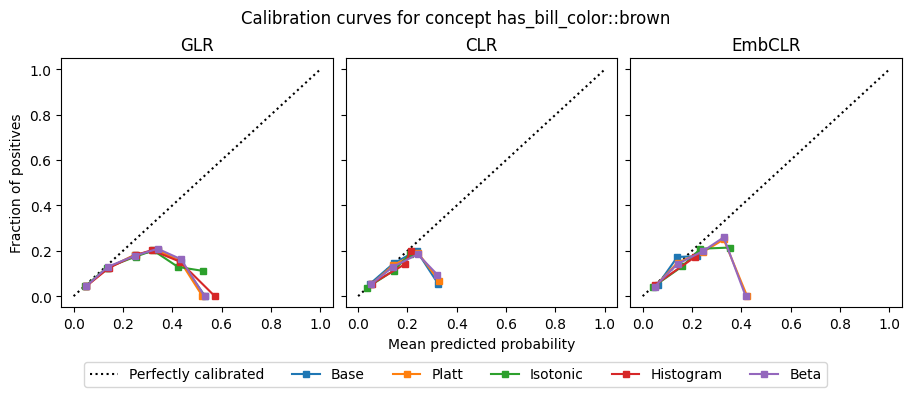 Calibration curves for concept has_bill_color::brown
GLR
CLR
EmbCLR
Fraction of positives
1.0
0.8
0.6
0.4
0.2
0.0
0.0 0.2 0.4 0.6 0.8 1.0
0.0 0.2 0.4 0.6 0.8 1.0
0.0 0.2 0.4 0.6 0.8 1.0
Mean predicted probability
Perfectly calibrated Base Platt Isotonic Histogram Beta